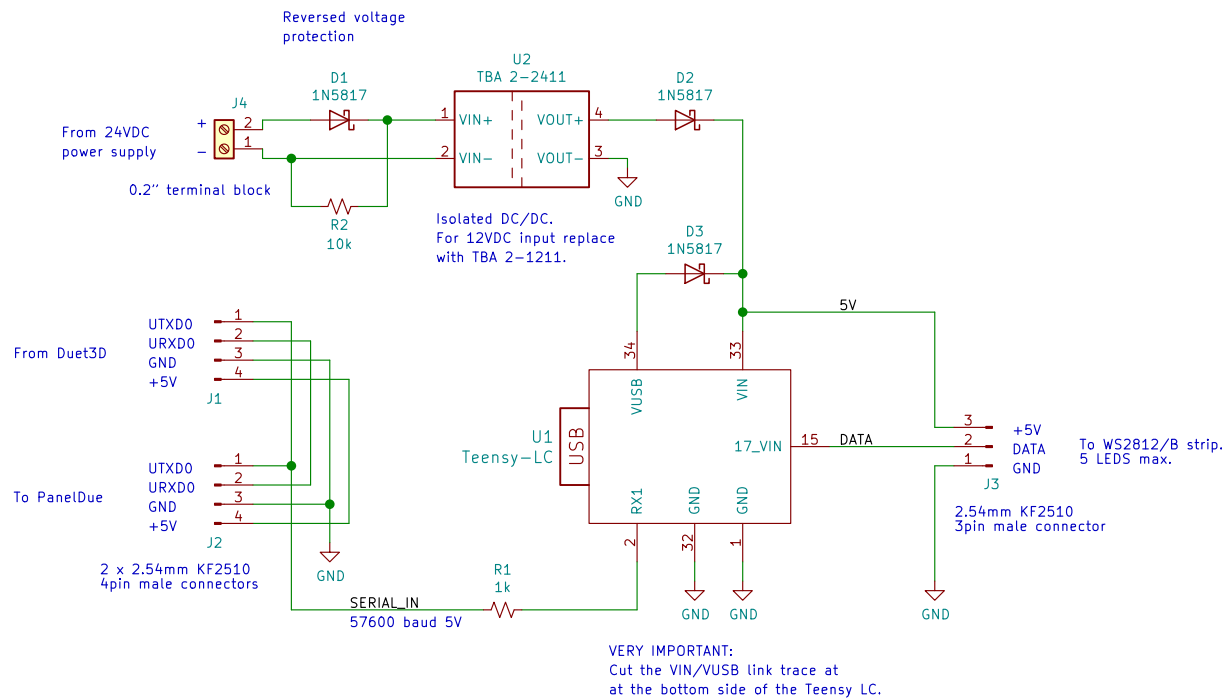 Reversed voltage
protection
U2
TBA 2-2411
D1
1N5817
D2
1N5817
J4
+
2
-
1
From 24VDC
power supply
0.2" terminal block
1
VIN+
VOUT+
4
2
VIN-
VOUT-
3
GND
R2
10k
Isolated DC/DC.
For 12VDC input replace
with TBA 2-1211.
D3
1N5817
5V
From Duet3D
UTXD0
1
URXD0
2
GND
3
+5V
4
J1
To PanelDue
UTXD0
1
URXD0
2
GND
3
+5V
4
J2
2 x 2.54mm KF2510
4pin male connectors
GND
34
33
VUSB
VIN
U1
Teensy-LC
USB
17_VIN
15
DATA
RX1
GND
GND
2
32
1
GND
GND
R1
1k
SERIAL_IN
57600 baud 5V
3
+5V
2
DATA
1
GND
J3
To WS2812/B strip.
5 LEDS max.
2.54mm KF2510
3pin male connector
GND
VERY IMPORTANT:
Cut the VIN/VUSB link trace at
at the bottom side of the Teensy LC.